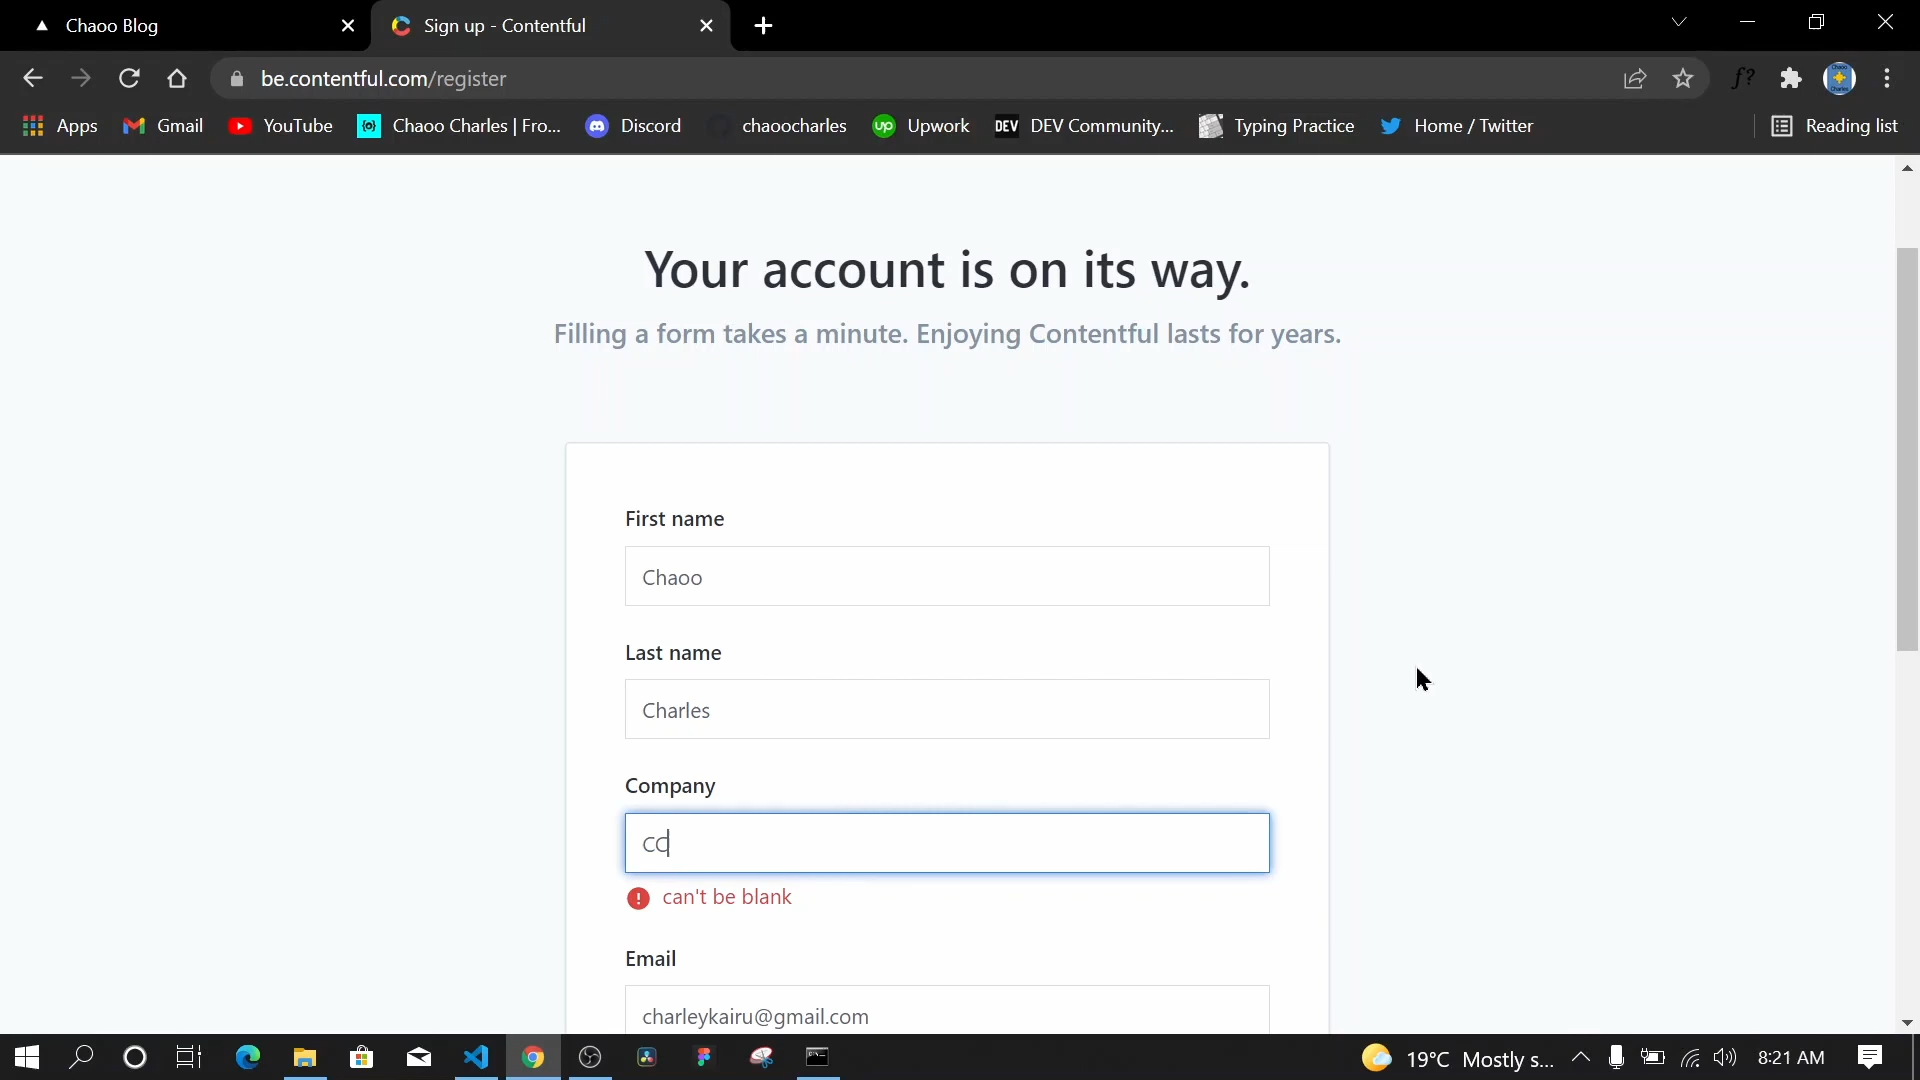 Chaoo Blog
Sign up - Contentful
be.contentful.com/register
f?
Apps
Gmail
YouTube
Chaoo Charles | Fro...
Discord
chaoocharles
up
Upwork
DEV
DEV Community...
Typing Practice
Home / Twitter
Reading list
Your account is on its way.
Filling a form takes a minute. Enjoying Contentful lasts for years.
First name
Chaoo
Last name
Charles
Company
CC
can't be blank
Email
charleykairu@gmail.com
19°C Mostly s...
8:21 AM